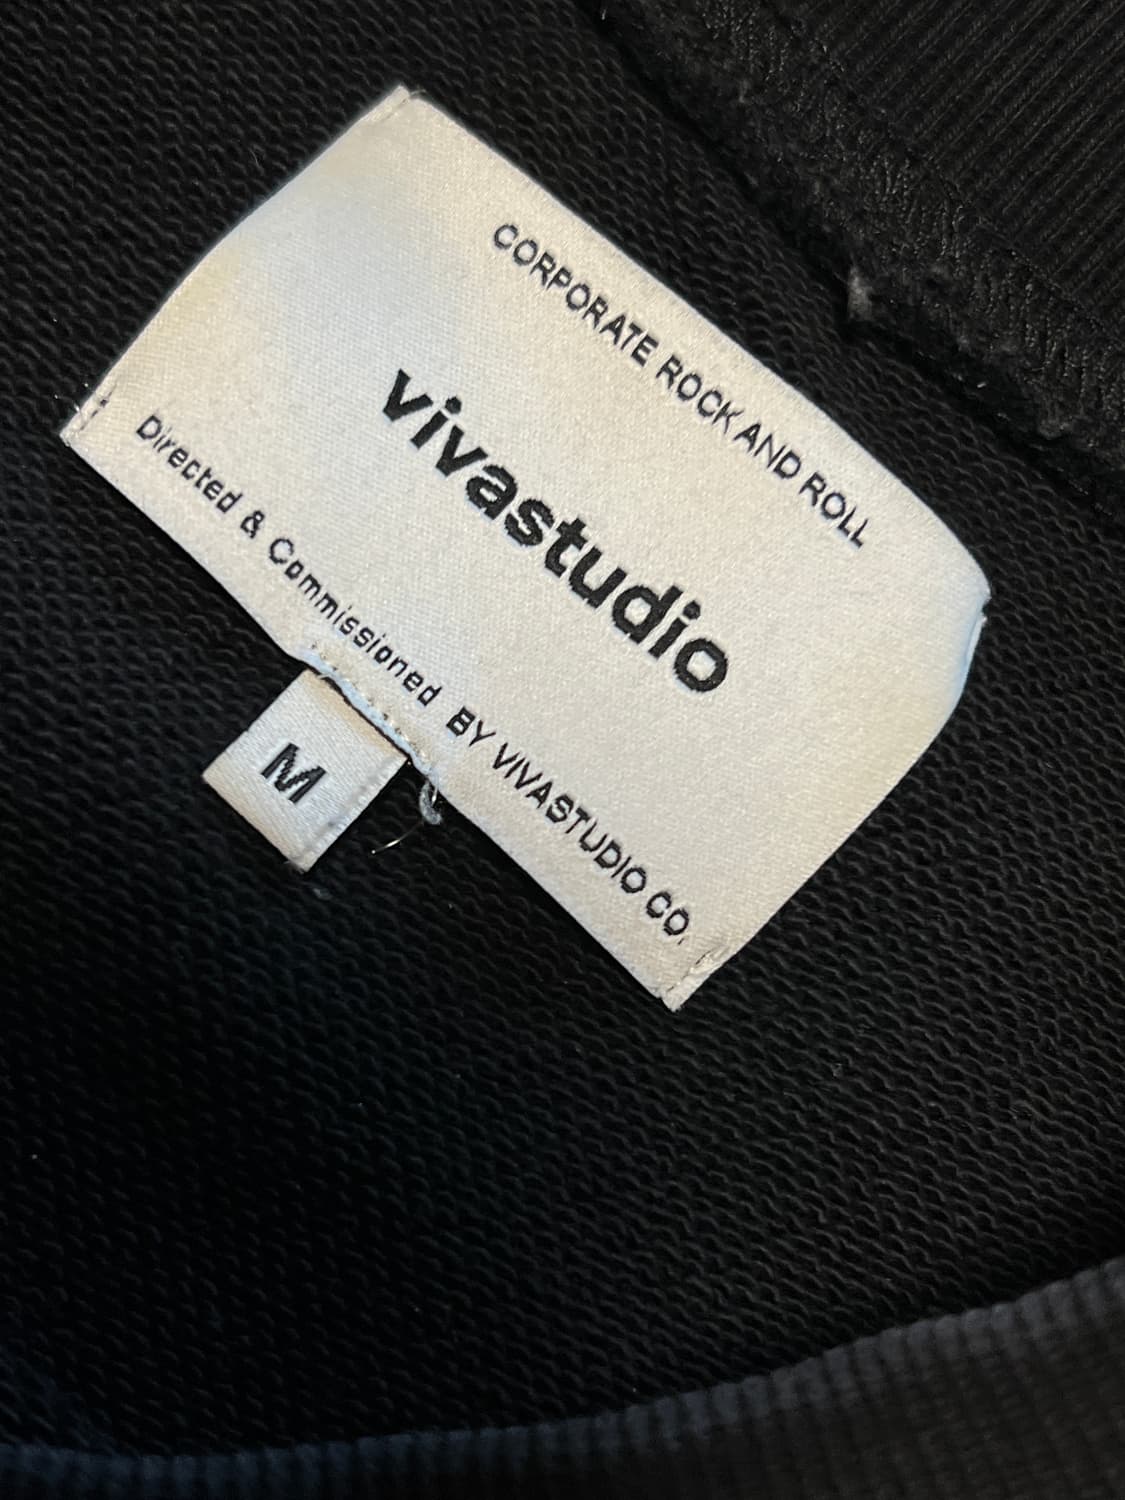 CORPORATE ROCK AND ROLL
vivastudio
Directed & Commissioned BY VIVASTUDIO CO.
M